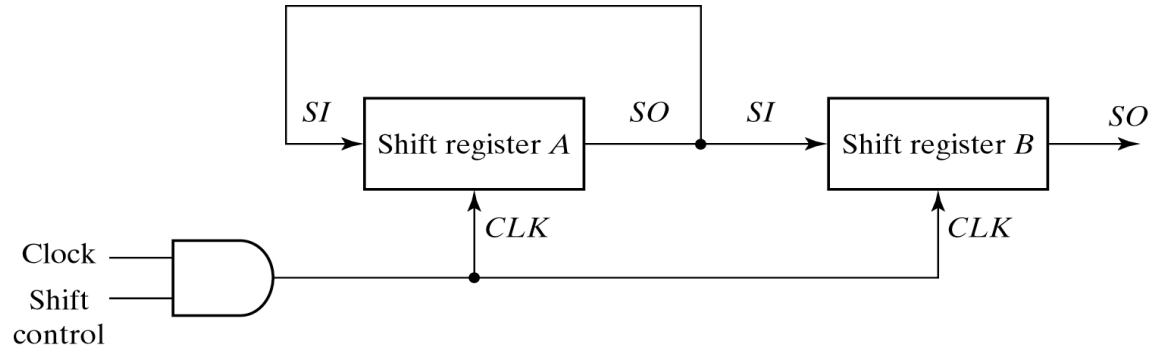 SI
SO
SI
SO
Shift register A
Shift register B
CLK
CLK
Clock
Shift
control